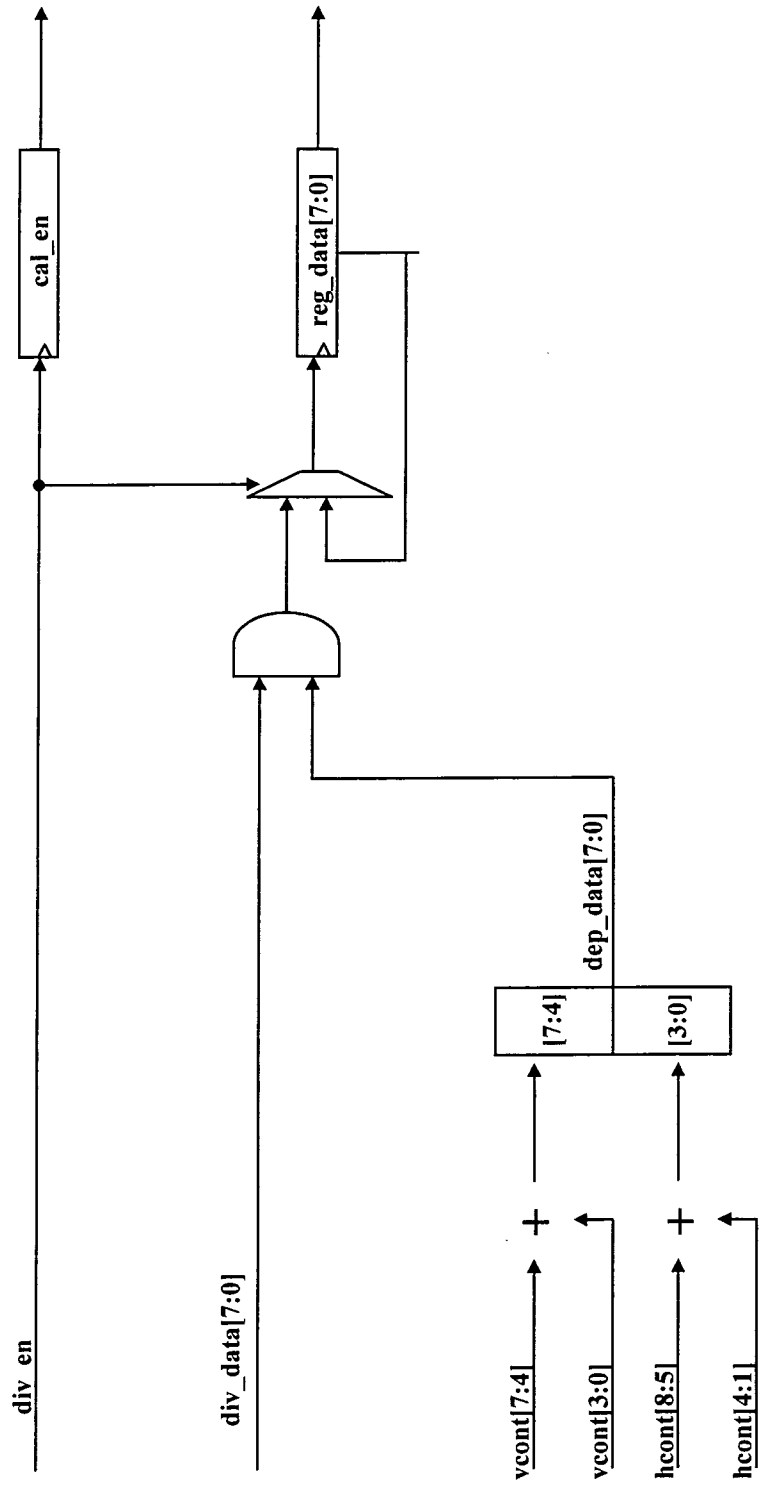 div_en
cal_en
div_data[7:0]
reg_data[7:0]
dep_data[7:0]
vcont[7:4]
vcont[3:0]
hcont[8:5]
hcont[4:1]
+
+
[7:4]
[3:0]